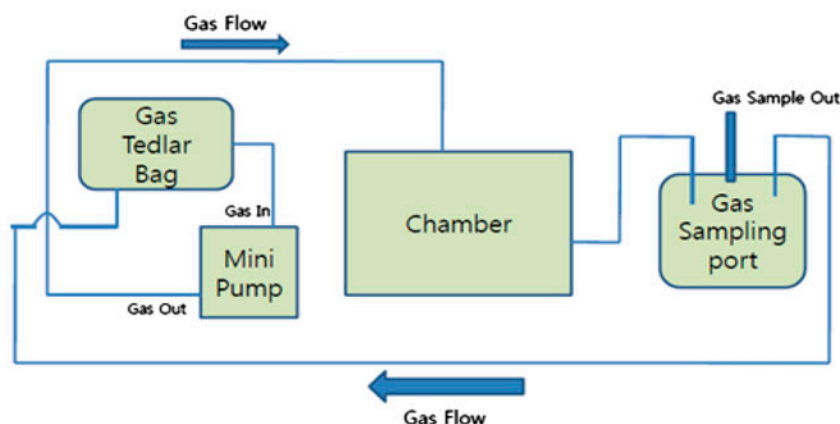 Gas Flow
Gas
Tedlar
Bag
Gas In
Mini
Pump
Gas Out
Chamber
Gas Sample Out
Gas
Sampling
port
Gas Flow